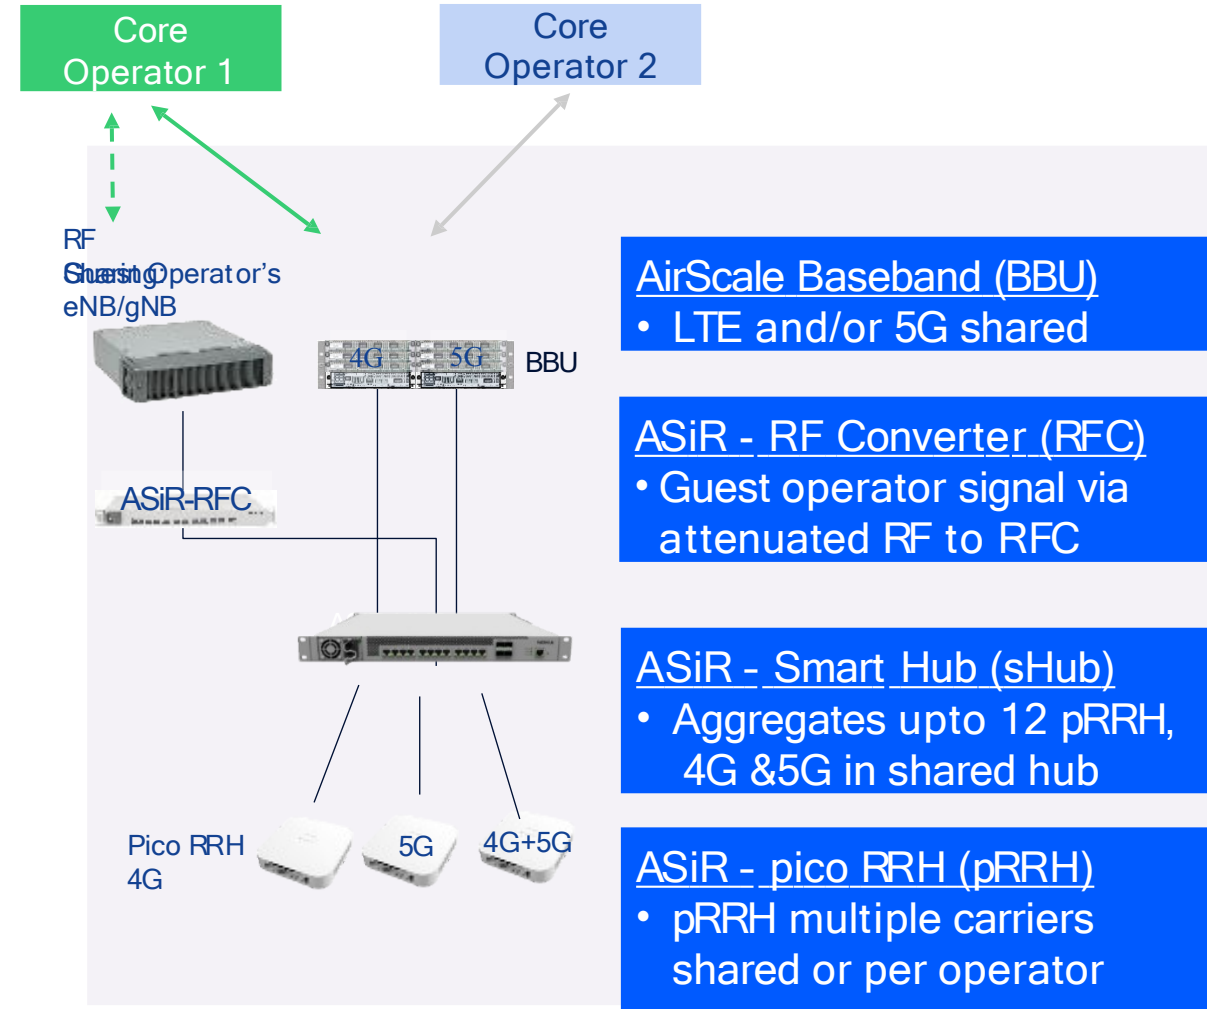 Core
Operator 1
Core
Operator 2
RF
Sharing:
Guest Operator's
eNB/gNB
4G
5G
BBU
ASiR-RFC
Pico RRH
4G
5G
4G+5G
AirScale Baseband (BBU)
• LTE and/or 5G shared
ASiR - RF Converter (RFC)
• Guest operator signal via
attenuated RF to RFC
ASiR - Smart Hub (sHub)
• Aggregates upto 12 pRRH,
4G &5G in shared hub
ASiR - pico RRH (pRRH)
• pRRH multiple carriers
shared or per operator